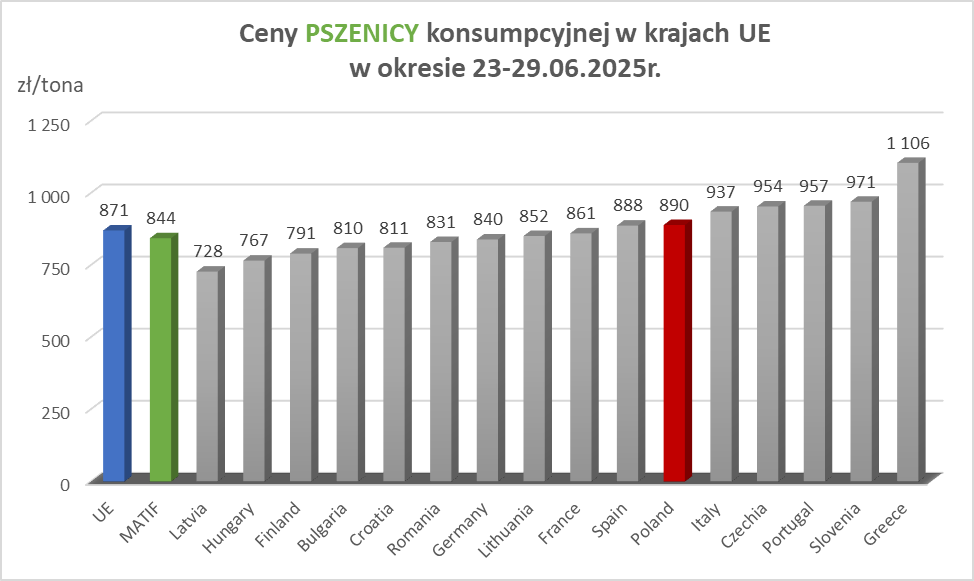 Ceny PSZENICY konsumpcyjnej w krajach UE
w okresie 23-29.06.2025r.
zł/tona
1 250
1 000
750
500
250
0
871
844
728
767
791
810
811
831
840
852
861
888
890
937
954
957
971
1 106
UE
MATIF
Latvia
Hungary
Finland
Bulgaria
Croatia
Romania
Germany
Lithuania
France
Spain
Poland
Italy
Czechia
Portugal
Slovenia
Greece